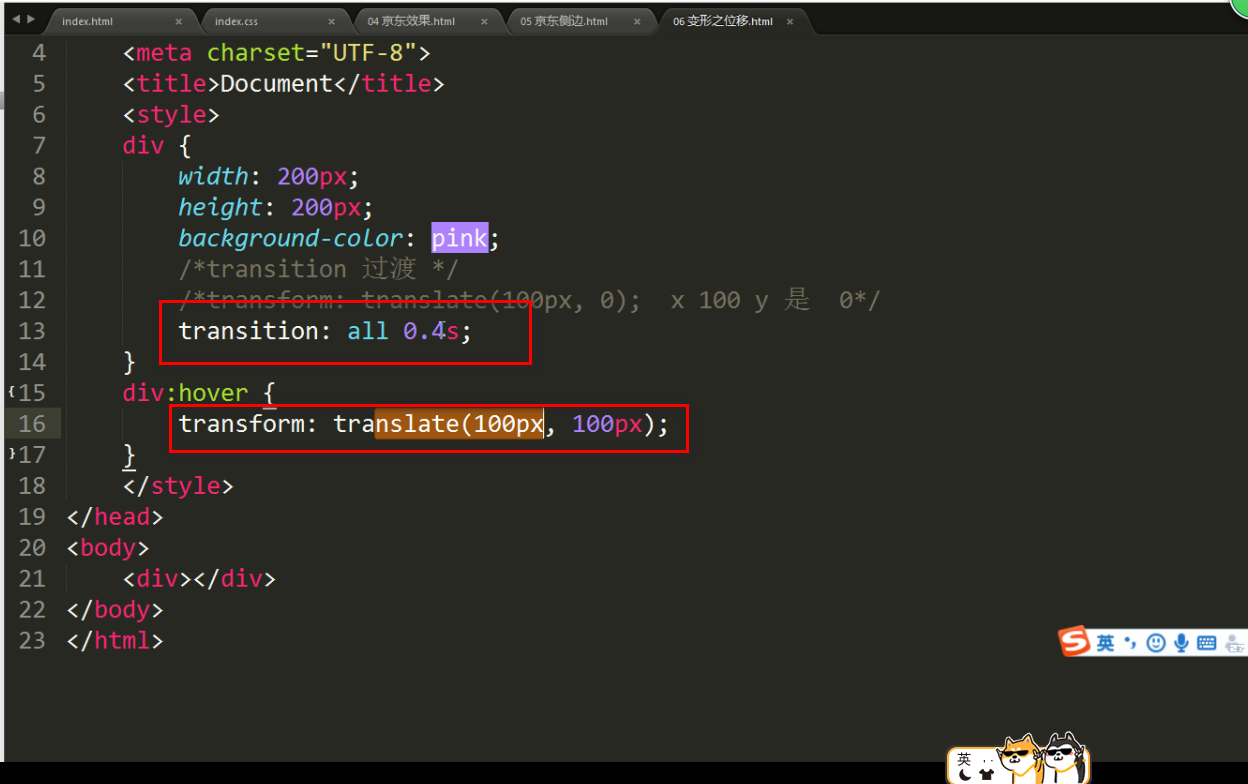 index.html × index.css × 04 京东效果.html × 05 京东侧边.html × 06 变形之位移.html ×
4 <meta charset="UTF-8">
5 <title>Document</title>
6 <style>
7 div {
8 width: 200px;
9 height: 200px;
10 background-color: pink;
11 /*transition 过渡 */
12 /*transform: translate(100px, 0);  x 100 y 是  0*/
13 transition: all 0.4s;
14 }
15 div:hover {
16 transform: translate(100px, 100px);
17 }
18 </style>
19 </head>
20 <body>
21 <div></div>
22 </body>
23 </html>
S 英
英